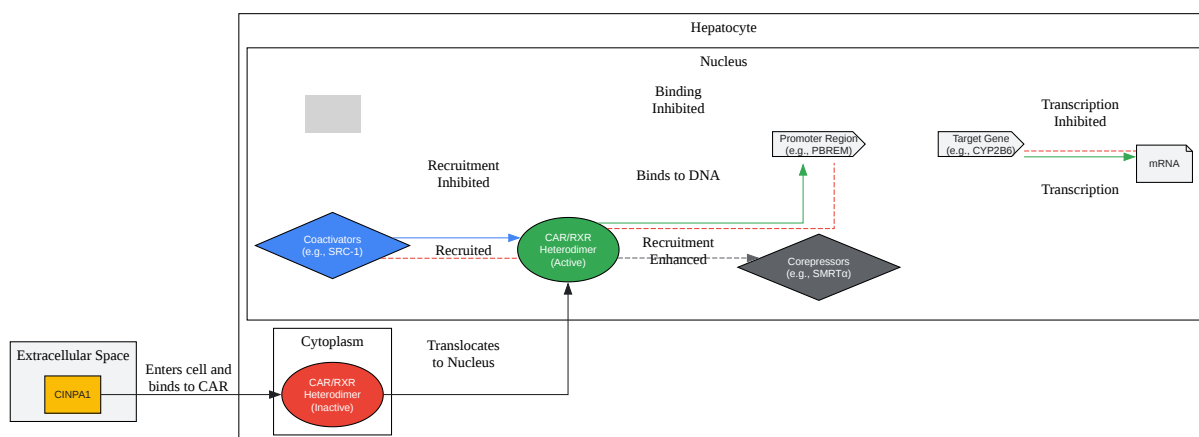 Hepatocyte
Nucleus
Binding
Inhibited
Transcription
Inhibited
Promoter Region
(e.g., PBREM)
Target Gene
(e.g., CYP2B6)
mRNA
Recruitment
Inhibited
Binds to DNA
Transcription
Coactivators
(e.g., SRC-1)
Recruited
CAR/RXR
Heterodimer
(Active)
Recruitment
Enhanced
Corepressors
(e.g., SMRTα)
Extracellular Space
CINPA1
Enters cell and
binds to CAR
Cytoplasm
CAR/RXR
Heterodimer
(Inactive)
Translocates
to Nucleus